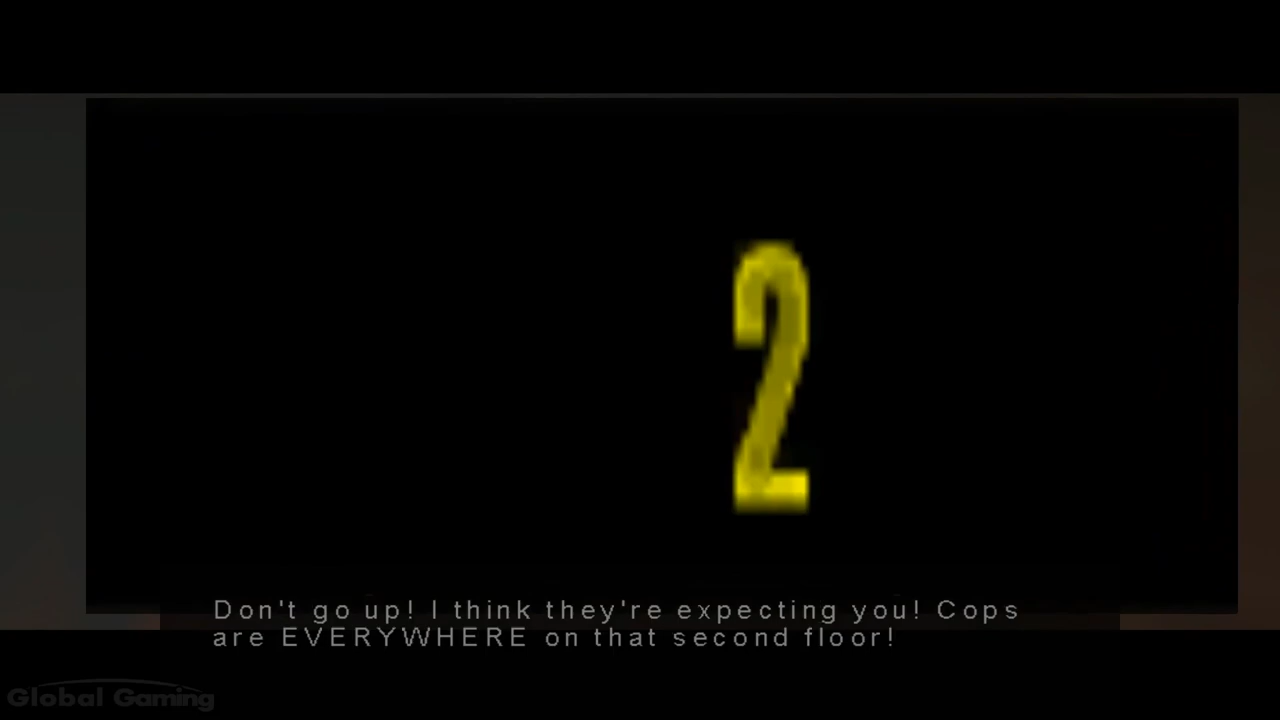 2
Don't go up! I think they're expecting you! Cops
are EVERYWHERE on that second floor!
Global Gaming